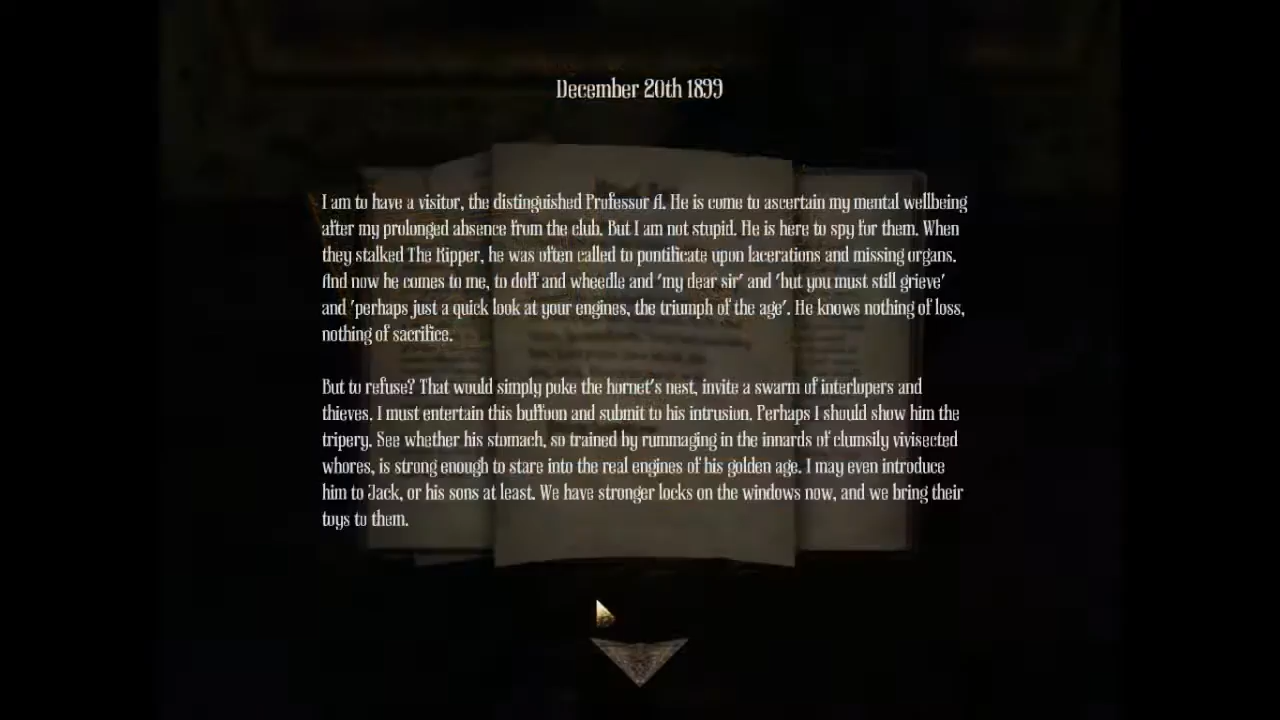 December 20th 1899
I am to have a visitor, the distinguished Professor A. He is come to ascertain my mental wellbeing
after my prolonged absence from the club. But I am not stupid. He is here to spy for them. When
they stalked The Ripper, he was often called to pontificate upon lacerations and missing organs.
And now he comes to me, to doff and wheedle and 'my dear sir' and 'but you must still grieve'
and 'perhaps just a quick look at your engines, the triumph of the age'. He knows nothing of loss,
nothing of sacrifice.
But to refuse? That would simply poke the hornet's nest, invite a swarm of interlopers and
thieves. I must entertain this buffoon and submit to his intrusion. Perhaps I should show him the
tripery. See whether his stomach, so trained by rummaging in the innards of clumsily vivisected
whores, is strong enough to stare into the real engines of his golden age. I may even introduce
him to Jack, or his sons at least. We have stronger locks on the windows now, and we bring their
toys to them.